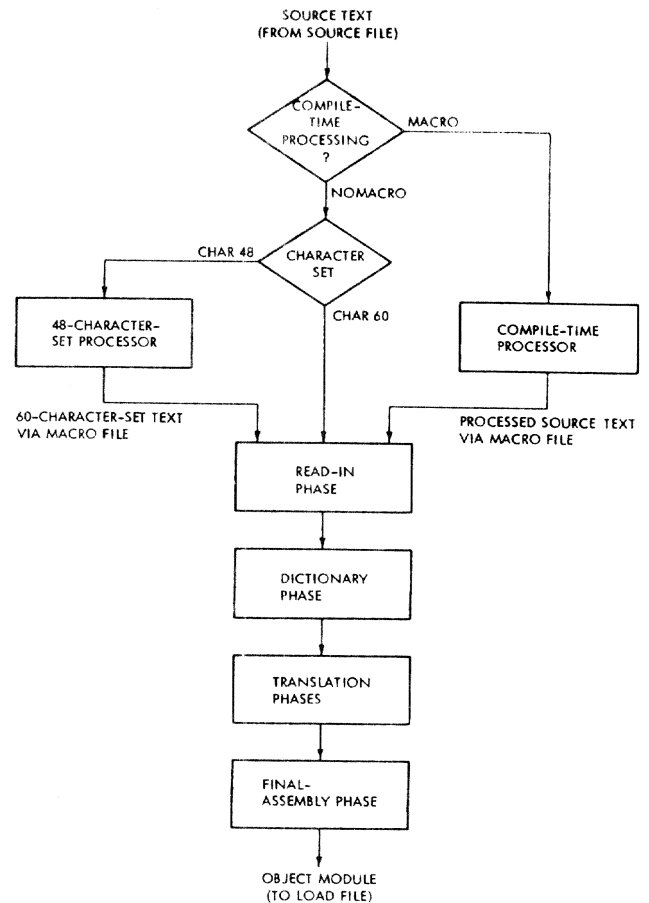 SOURCE TEXT
(FROM SOURCE FILE)
COMPILE-
TIME
PROCESSING
?
MACRO
NOMACRO
CHAR 48
CHARACTER
SET
CHAR 60
48-CHARACTER-
SET PROCESSOR
COMPILE-TIME
PROCESSOR
60-CHARACTER-SET TEXT
VIA MACRO FILE
PROCESSED SOURCE TEXT
VIA MACRO FILE
READ-IN
PHASE
DICTIONARY
PHASE
TRANSLATION
PHASES
FINAL-
ASSEMBLY PHASE
OBJECT MODULE
(TO LOAD FILE)